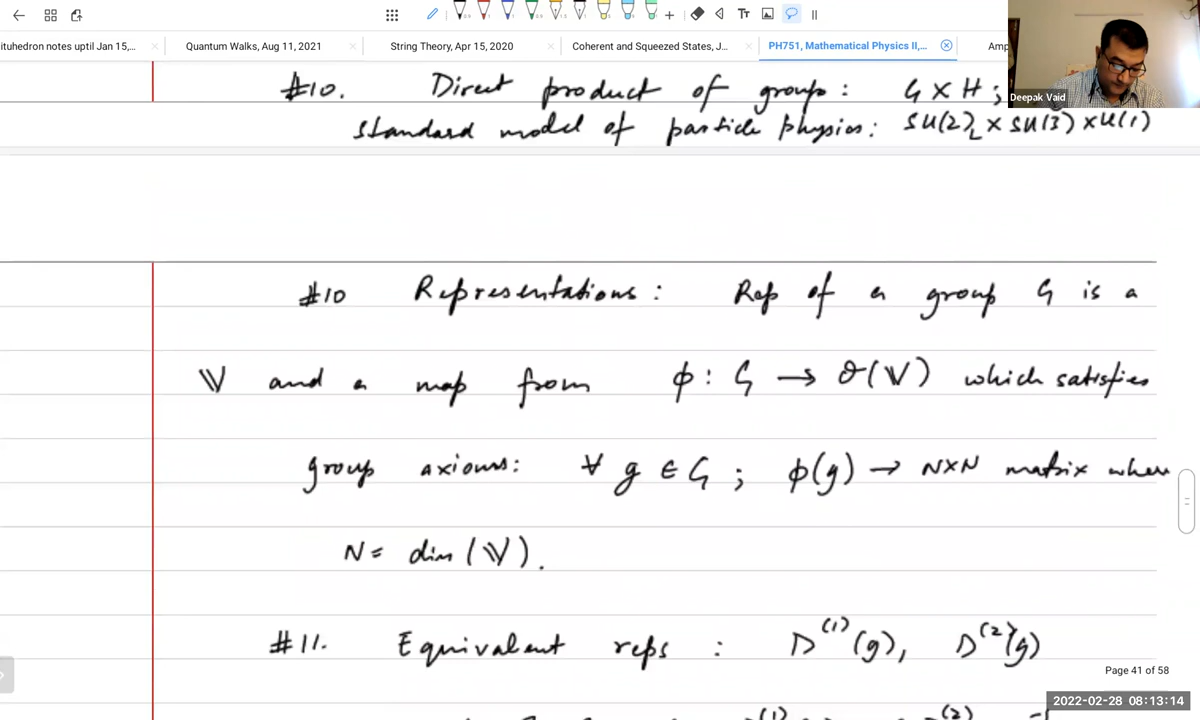 ituhedron notes uptil Jan 15,...
Quantum Walks, Aug 11, 2021
String Theory, Apr 15, 2020
Coherent and Squeezed States, J...
PH751, Mathematical Physics II,...
Amp
Deepak Vaid
#10. Direct product of groups : G × H ;
Standard model of particle physics : SU(2)_L × SU(3) × U(1)
#10 Representations : Rep of a group G is a
𝕍 and a map from ϕ : G → O(𝕍) which satisfies
group axioms : ∀ g ∈ G ; ϕ(g) → N×N matrix where
N = dim(𝕍).
#11. Equivalent reps : D^(1)(g), D^(2)(g)
Page 41 of 58
2022-02-28 08:13:14